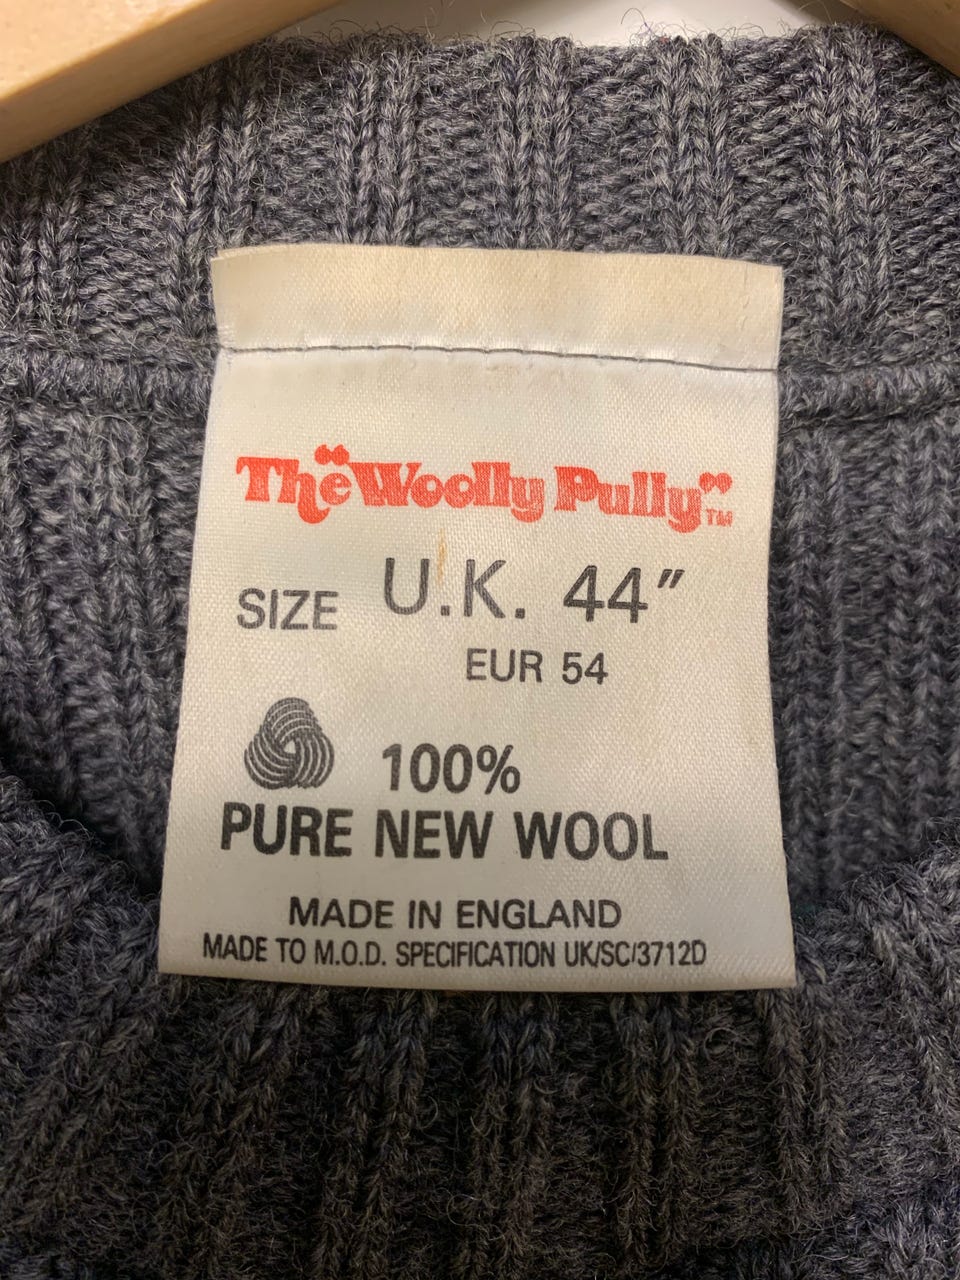 The “Woolly Pully”™
SIZE U.K. 44"
EUR 54
100%
PURE NEW WOOL
MADE IN ENGLAND
MADE TO M.O.D. SPECIFICATION UK/SC/3712D